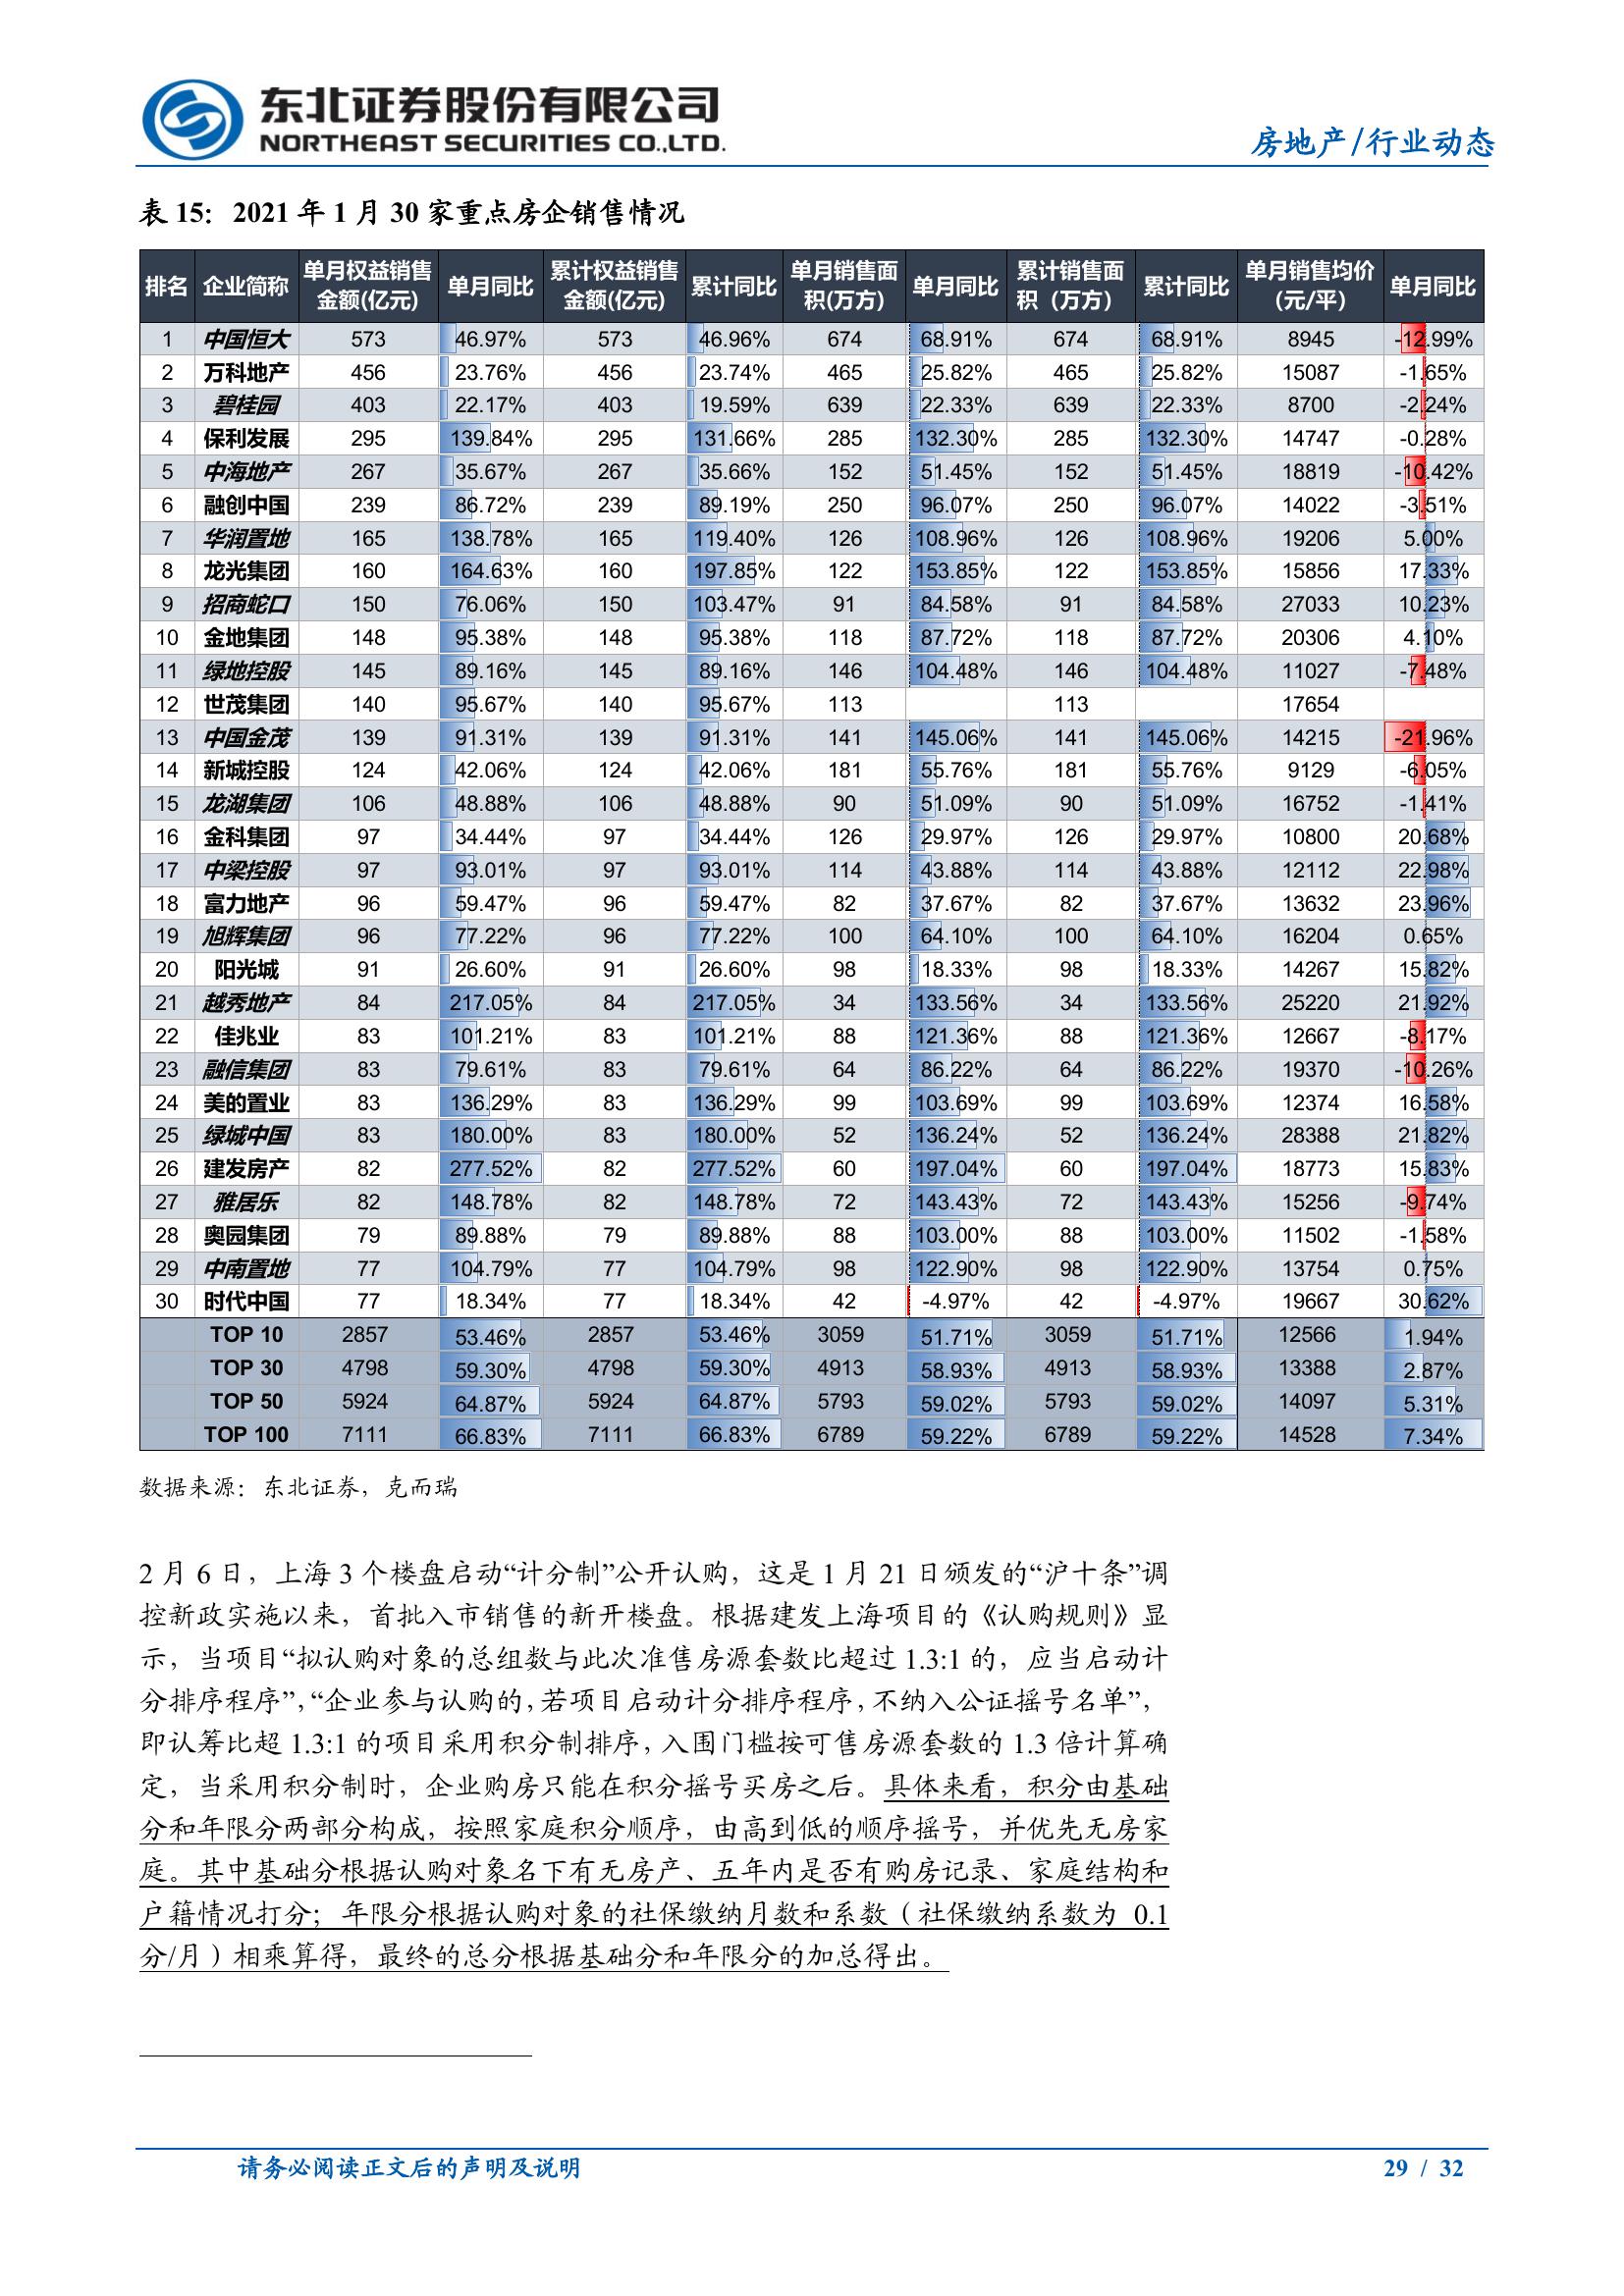 东北证券股份有限公司
NORTHEAST SECURITIES CO.,LTD.
房地产/行业动态
表 15：2021 年 1 月 30 家重点房企销售情况
排名 企业简称 单月权益销售金额(亿元) 单月同比 累计权益销售金额(亿元) 累计同比 单月销售面积(万方) 单月同比 累计销售面积（万方） 累计同比 单月销售均价(元/平) 单月同比
1 中国恒大 573 46.97% 573 46.96% 674 68.91% 674 68.91% 8945 -12.99%
2 万科地产 456 23.76% 456 23.74% 465 25.82% 465 25.82% 15087 -1.65%
3 碧桂园 403 22.17% 403 19.59% 639 22.33% 639 22.33% 8700 -2.24%
4 保利发展 295 139.84% 295 131.66% 285 132.30% 285 132.30% 14747 -0.28%
5 中海地产 267 35.67% 267 35.66% 152 51.45% 152 51.45% 18819 -10.42%
6 融创中国 239 86.72% 239 89.19% 250 96.07% 250 96.07% 14022 -3.51%
7 华润置地 165 138.78% 165 119.40% 126 108.96% 126 108.96% 19206 5.00%
8 龙光集团 160 164.63% 160 197.85% 122 153.85% 122 153.85% 15856 17.33%
9 招商蛇口 150 76.06% 150 103.47% 91 84.58% 91 84.58% 27033 10.23%
10 金地集团 148 95.38% 148 95.38% 118 87.72% 118 87.72% 20306 4.10%
11 绿地控股 145 89.16% 145 89.16% 146 104.48% 146 104.48% 11027 -7.48%
12 世茂集团 140 95.67% 140 95.67% 113 113 17654
13 中国金茂 139 91.31% 139 91.31% 141 145.06% 141 145.06% 14215 -21.96%
14 新城控股 124 42.06% 124 42.06% 181 55.76% 181 55.76% 9129 -6.05%
15 龙湖集团 106 48.88% 106 48.88% 90 51.09% 90 51.09% 16752 -1.41%
16 金科集团 97 34.44% 97 34.44% 126 29.97% 126 29.97% 10800 20.68%
17 中梁控股 97 93.01% 97 93.01% 114 43.88% 114 43.88% 12112 22.98%
18 富力地产 96 59.47% 96 59.47% 82 37.67% 82 37.67% 13632 23.96%
19 旭辉集团 96 77.22% 96 77.22% 100 64.10% 100 64.10% 16204 0.65%
20 阳光城 91 26.60% 91 26.60% 98 18.33% 98 18.33% 14267 15.82%
21 越秀地产 84 217.05% 84 217.05% 34 133.56% 34 133.56% 25220 21.92%
22 佳兆业 83 101.21% 83 101.21% 88 121.36% 88 121.36% 12667 -8.17%
23 融信集团 83 79.61% 83 79.61% 64 86.22% 64 86.22% 19370 -10.26%
24 美的置业 83 136.29% 83 136.29% 99 103.69% 99 103.69% 12374 16.58%
25 绿城中国 83 180.00% 83 180.00% 52 136.24% 52 136.24% 28388 21.82%
26 建发房产 82 277.52% 82 277.52% 60 197.04% 60 197.04% 18773 15.83%
27 雅居乐 82 148.78% 82 148.78% 72 143.43% 72 143.43% 15256 -9.74%
28 奥园集团 79 89.88% 79 89.88% 88 103.00% 88 103.00% 11502 -1.58%
29 中南置地 77 104.79% 77 104.79% 98 122.90% 98 122.90% 13754 0.75%
30 时代中国 77 18.34% 77 18.34% 42 -4.97% 42 -4.97% 19667 30.62%
TOP 10 2857 53.46% 2857 53.46% 3059 51.71% 3059 51.71% 12566 1.94%
TOP 30 4798 59.30% 4798 59.30% 4913 58.93% 4913 58.93% 13388 2.87%
TOP 50 5924 64.87% 5924 64.87% 5793 59.02% 5793 59.02% 14097 5.31%
TOP 100 7111 66.83% 7111 66.83% 6789 59.22% 6789 59.22% 14528 7.34%
数据来源：东北证券，克而瑞
2 月 6 日，上海 3 个楼盘启动“计分制”公开认购，这是 1 月 21 日颁发的“沪十条”调
控新政实施以来，首批入市销售的新开楼盘。根据建发上海项目的《认购规则》显
示，当项目“拟认购对象的总组数与此次准售房源套数比超过 1.3:1 的，应当启动计
分排序程序”，“企业参与认购的，若项目启动计分排序程序，不纳入公证摇号名单”，
即认筹比超 1.3:1 的项目采用积分制排序，入围门槛按可售房源套数的 1.3 倍计算确
定，当采用积分制时，企业购房只能在积分摇号买房之后。具体来看，积分由基础
分和年限分两部分构成，按照家庭积分顺序，由高到低的顺序摇号，并优先无房家
庭。其中基础分根据认购对象名下有无房产、五年内是否有购房记录、家庭结构和
户籍情况打分；年限分根据认购对象的社保缴纳月数和系数（社保缴纳系数为 0.1
分/月）相乘算得，最终的总分根据基础分和年限分的加总得出。
请务必阅读正文后的声明及说明
29 / 32